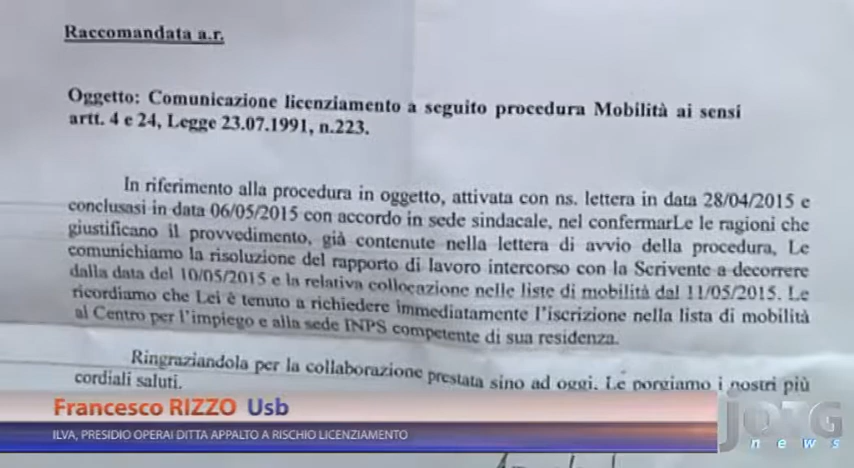 Raccomandata a.r.
Oggetto: Comunicazione licenziamento a seguito procedura Mobilità ai sensi
artt. 4 e 24, Legge 23.07.1991, n.223.
In riferimento alla procedura in oggetto, attivata con ns. lettera in data 28/04/2015 e
conclusasi in data 06/05/2015 con accordo in sede sindacale, nel confermarLe le ragioni che
giustificano il provvedimento, già contenute nella lettera di avvio della procedura, Le
comunichiamo la risoluzione del rapporto di lavoro intercorso con la Scrivente a decorrere
dalla data del 10/05/2015 e la relativa collocazione nelle liste di mobilità dal 11/05/2015. Le
ricordiamo che Lei è tenuto a richiedere immediatamente l'iscrizione nella lista di mobilità
al Centro per l'impiego e alla sede INPS competente di sua residenza.
Ringraziandola per la collaborazione prestata sino ad oggi. Le porgiamo i nostri più
cordiali saluti.
Francesco RIZZO Usb
ILVA, PRESIDIO OPERAI DITTA APPALTO A RISCHIO LICENZIAMENTO
JOTG
news